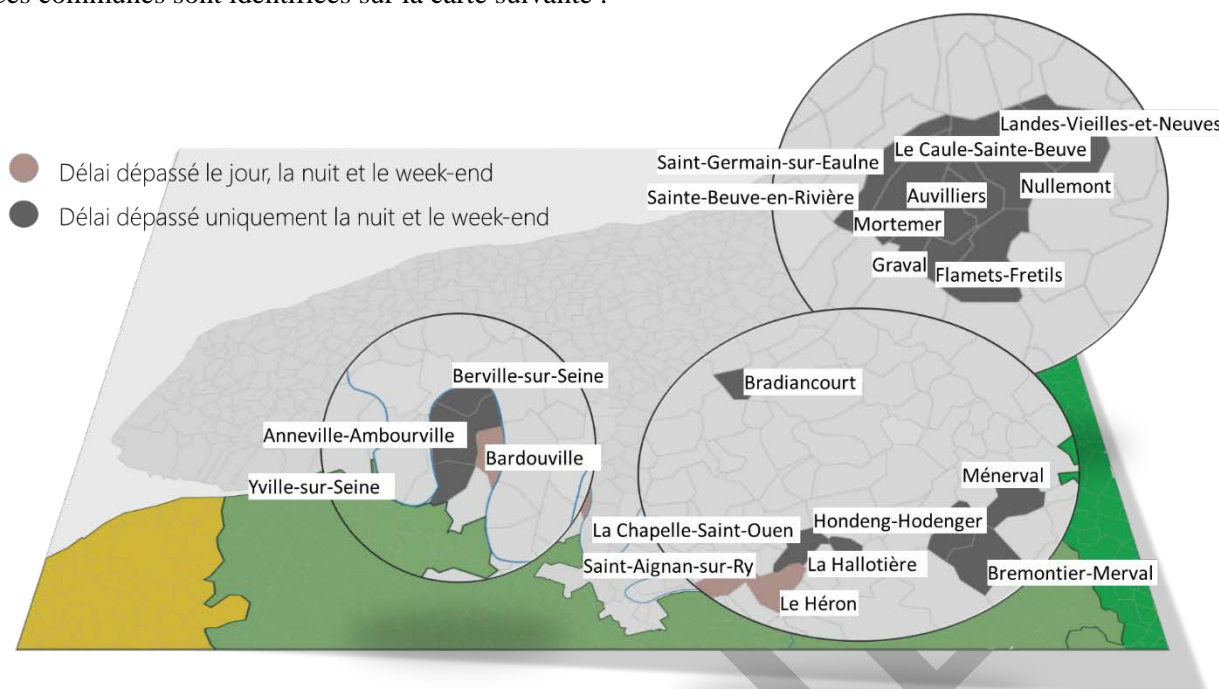 Ces communes sont identifiées sur la carte suivante :
Landes-Vieilles-et-Neuves
Le Caule-Sainte-Beuve
Saint-Germain-sur-Eaulne
Nullemont
Sainte-Beuve-en-Rivière
Auvilliers
Mortemer
Graval
Flamets-Fretils
Délai dépassé le jour, la nuit et le week-end
Délai dépassé uniquement la nuit et le week-end
Berville-sur-Seine
Bradiancourt
Anneville-Ambourville
Bardouville
Yville-sur-Seine
Ménerval
La Chapelle-Saint-Ouen
Hondeng-Hodenger
Saint-Aignan-sur-Ry
La Hallotière
Bremontier-Merval
Le Héron